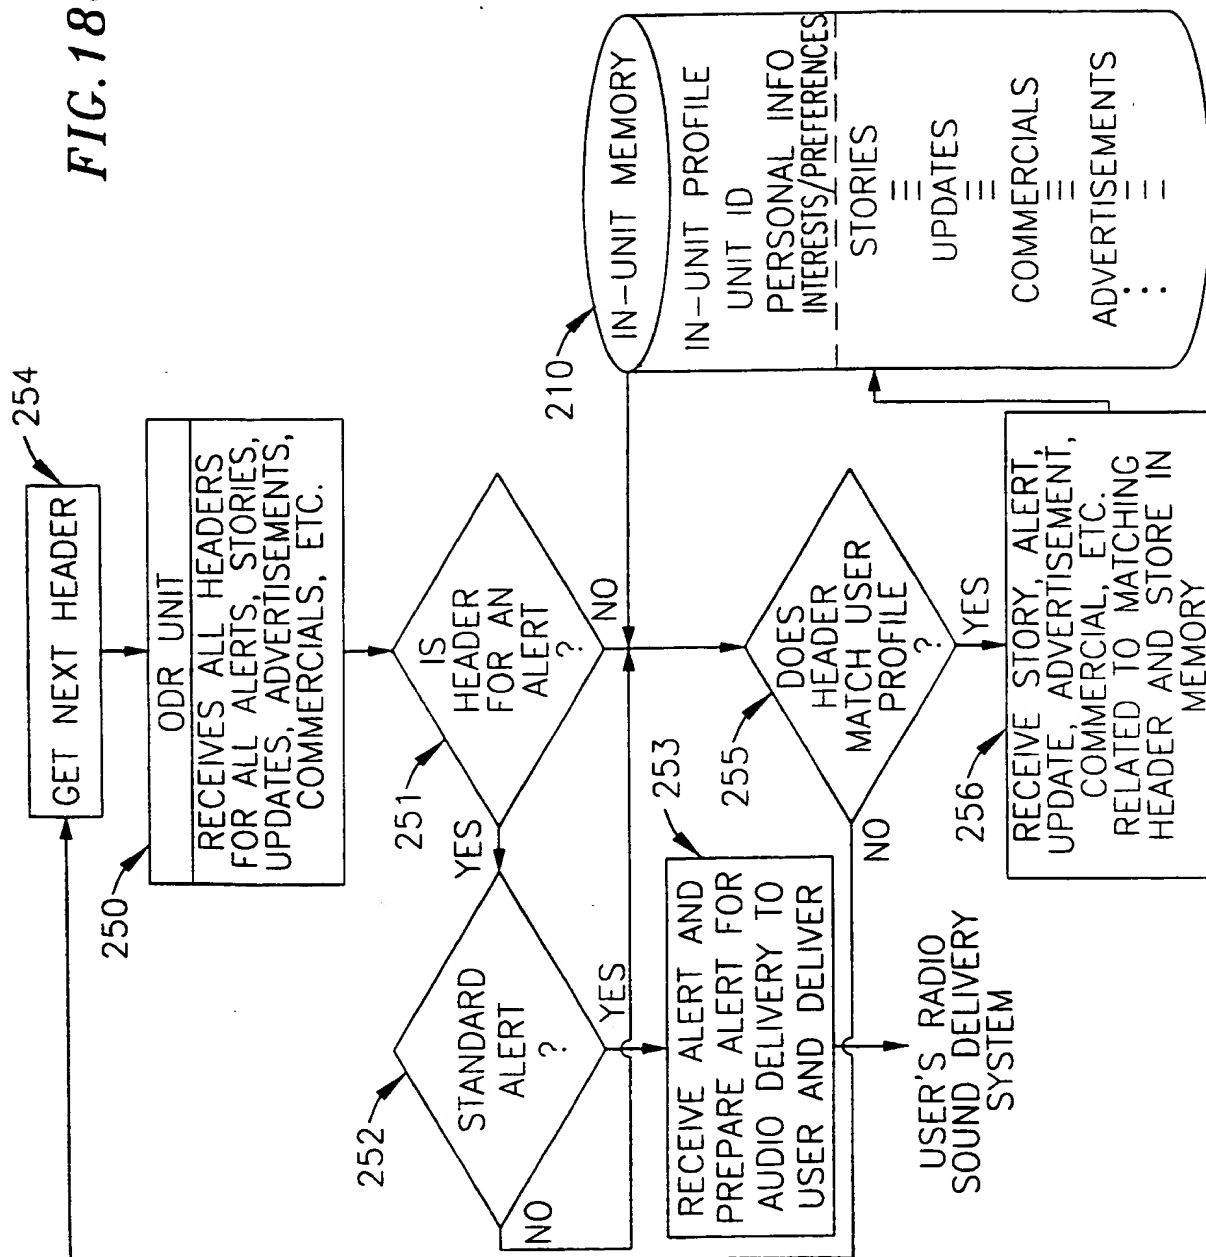 FIG.18
GET NEXT HEADER
254
ODR UNIT
RECEIVES ALL HEADERS
FOR ALL ALERTS, STORIES,
UPDATES, ADVERTISEMENTS,
COMMERCIALS, ETC.
250
IS
HEADER
FOR AN
ALERT
?
251
YES
NO
STANDARD
ALERT
?
252
YES
NO
RECEIVE ALERT AND
PREPARE ALERT FOR
AUDIO DELIVERY TO
USER AND DELIVER
253
USER'S RADIO
SOUND DELIVERY
SYSTEM
DOES
HEADER
MATCH USER
PROFILE
?
255
NO
YES
RECEIVE STORY, ALERT,
UPDATE, ADVERTISEMENT,
COMMERCIAL, ETC.
RELATED TO MATCHING
HEADER AND STORE IN
MEMORY
256
210
IN-UNIT MEMORY
IN-UNIT PROFILE
UNIT ID
PERSONAL INFO
INTERESTS/PREFERENCES
STORIES
UPDATES
COMMERCIALS
ADVERTISEMENTS